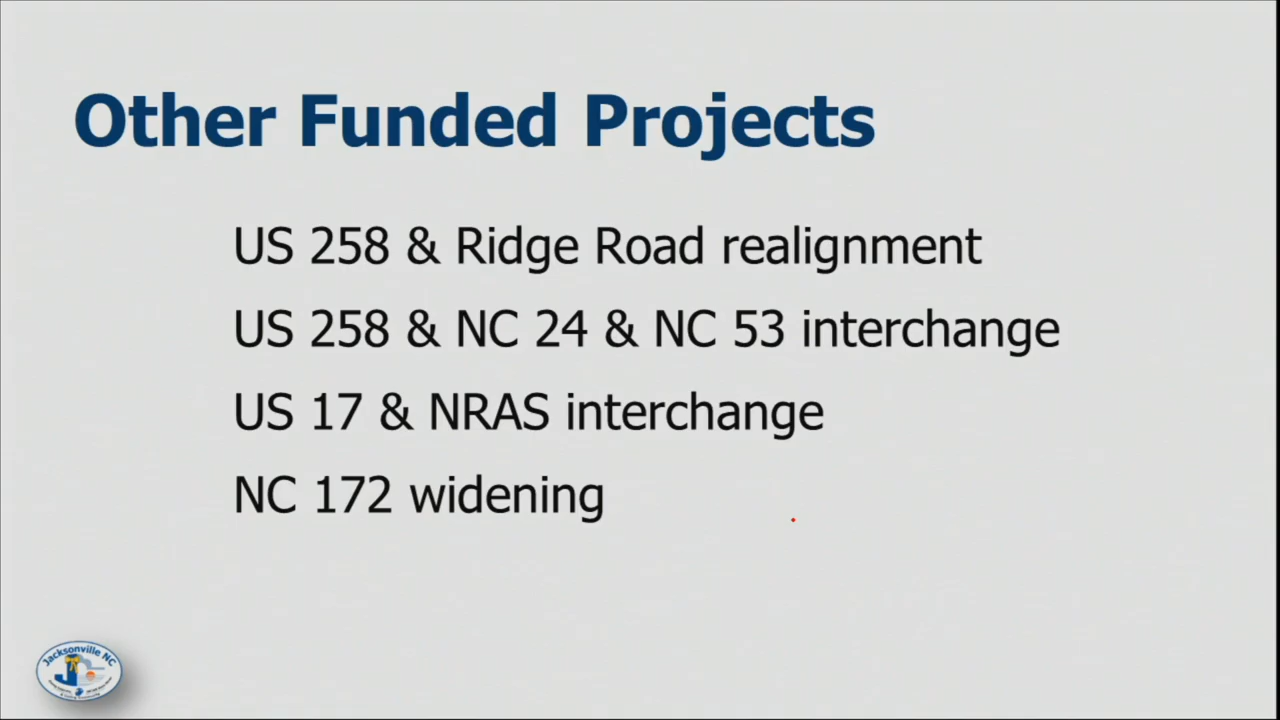 Other Funded Projects
US 258 & Ridge Road realignment
US 258 & NC 24 & NC 53 interchange
US 17 & NRAS interchange
NC 172 widening
Jacksonville NC